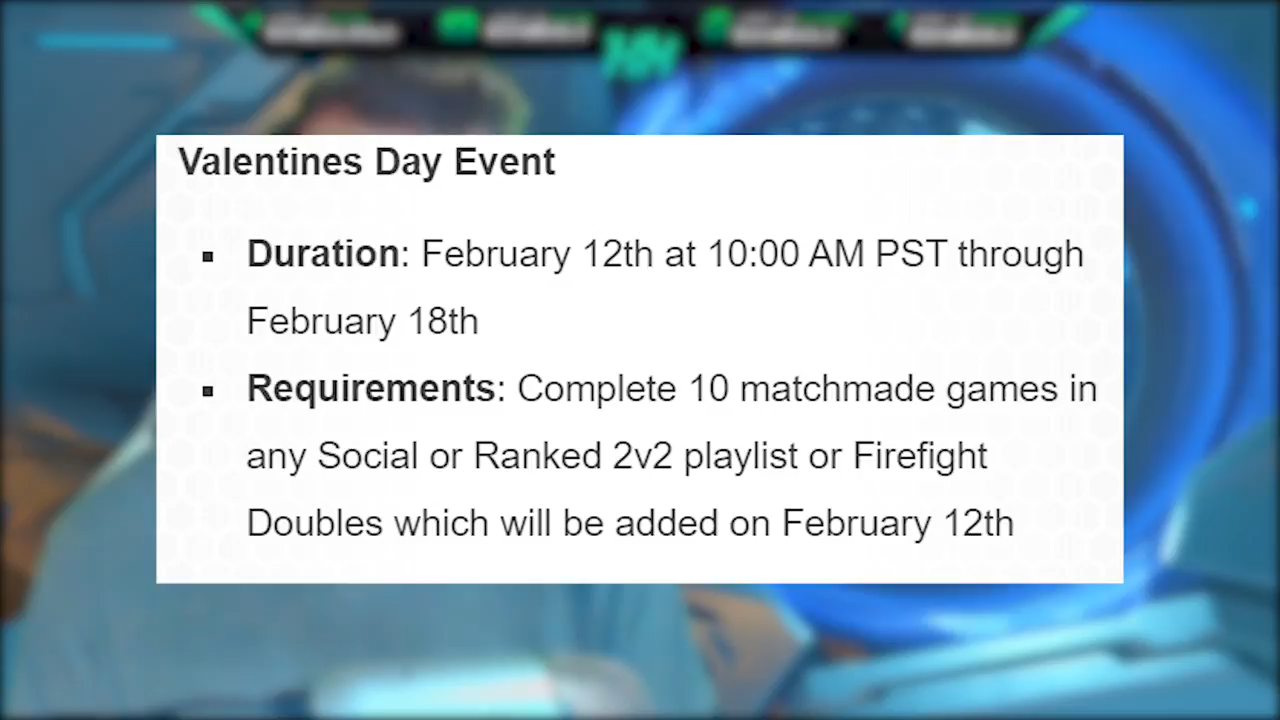 Valentines Day Event
▪ Duration: February 12th at 10:00 AM PST through
February 18th
▪ Requirements: Complete 10 matchmade games in
any Social or Ranked 2v2 playlist or Firefight
Doubles which will be added on February 12th